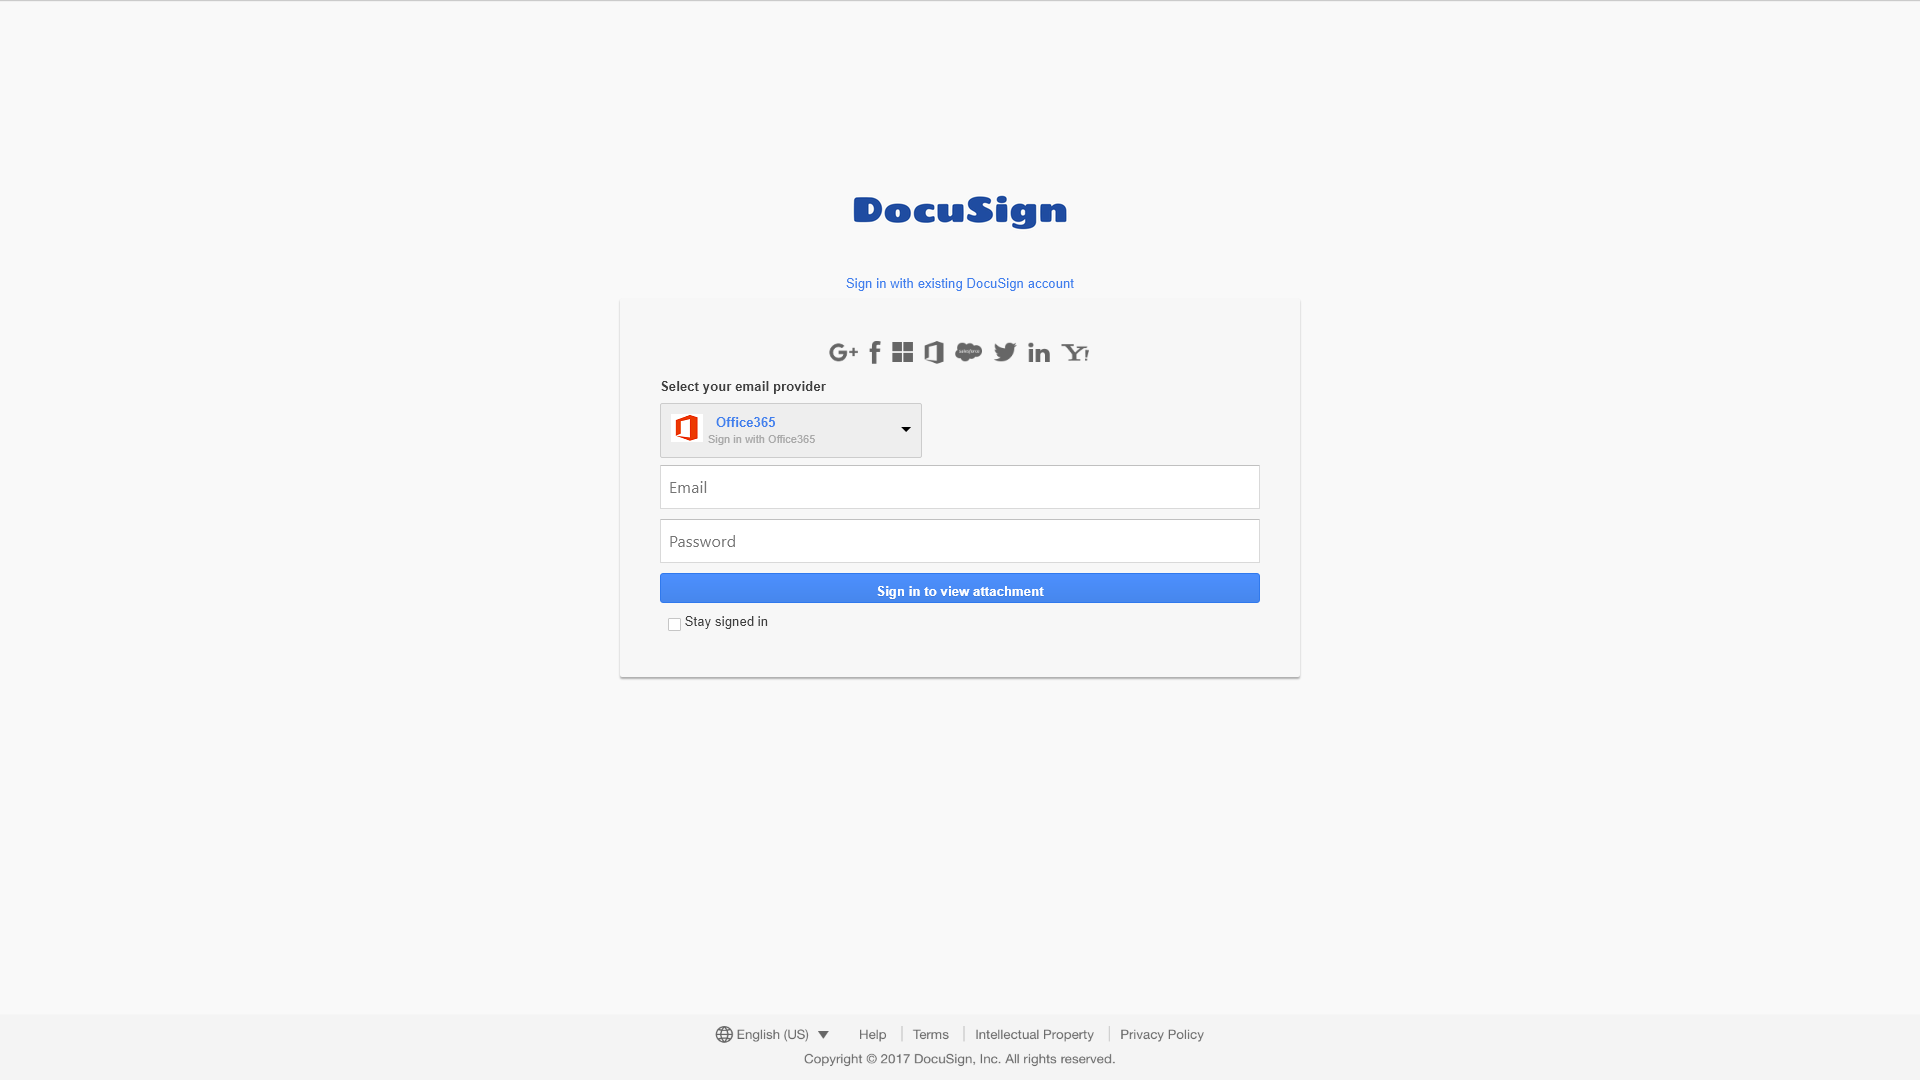 DocuSign
Sign in with existing DocuSign account
G+ f in Y!
Select your email provider
Office365
Sign in with Office365
Email
Password
Sign in to view attachment
Stay signed in
English (US) Help Terms Intellectual Property Privacy Policy
Copyright © 2017 DocuSign, Inc. All rights reserved.